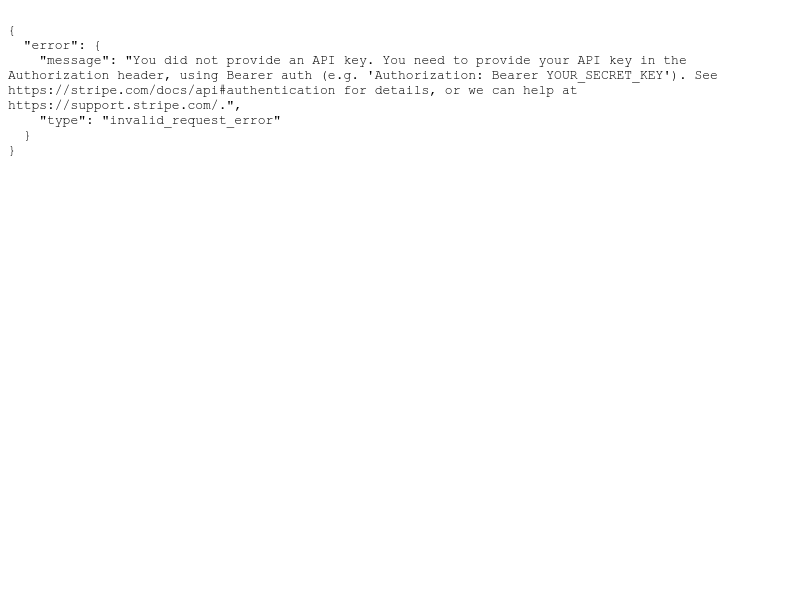 {
  "error": {
    "message": "You did not provide an API key. You need to provide your API key in the
Authorization header, using Bearer auth (e.g. 'Authorization: Bearer YOUR_SECRET_KEY'). See
https://stripe.com/docs/api#authentication for details, or we can help at
https://support.stripe.com/.",
    "type": "invalid_request_error"
  }
}